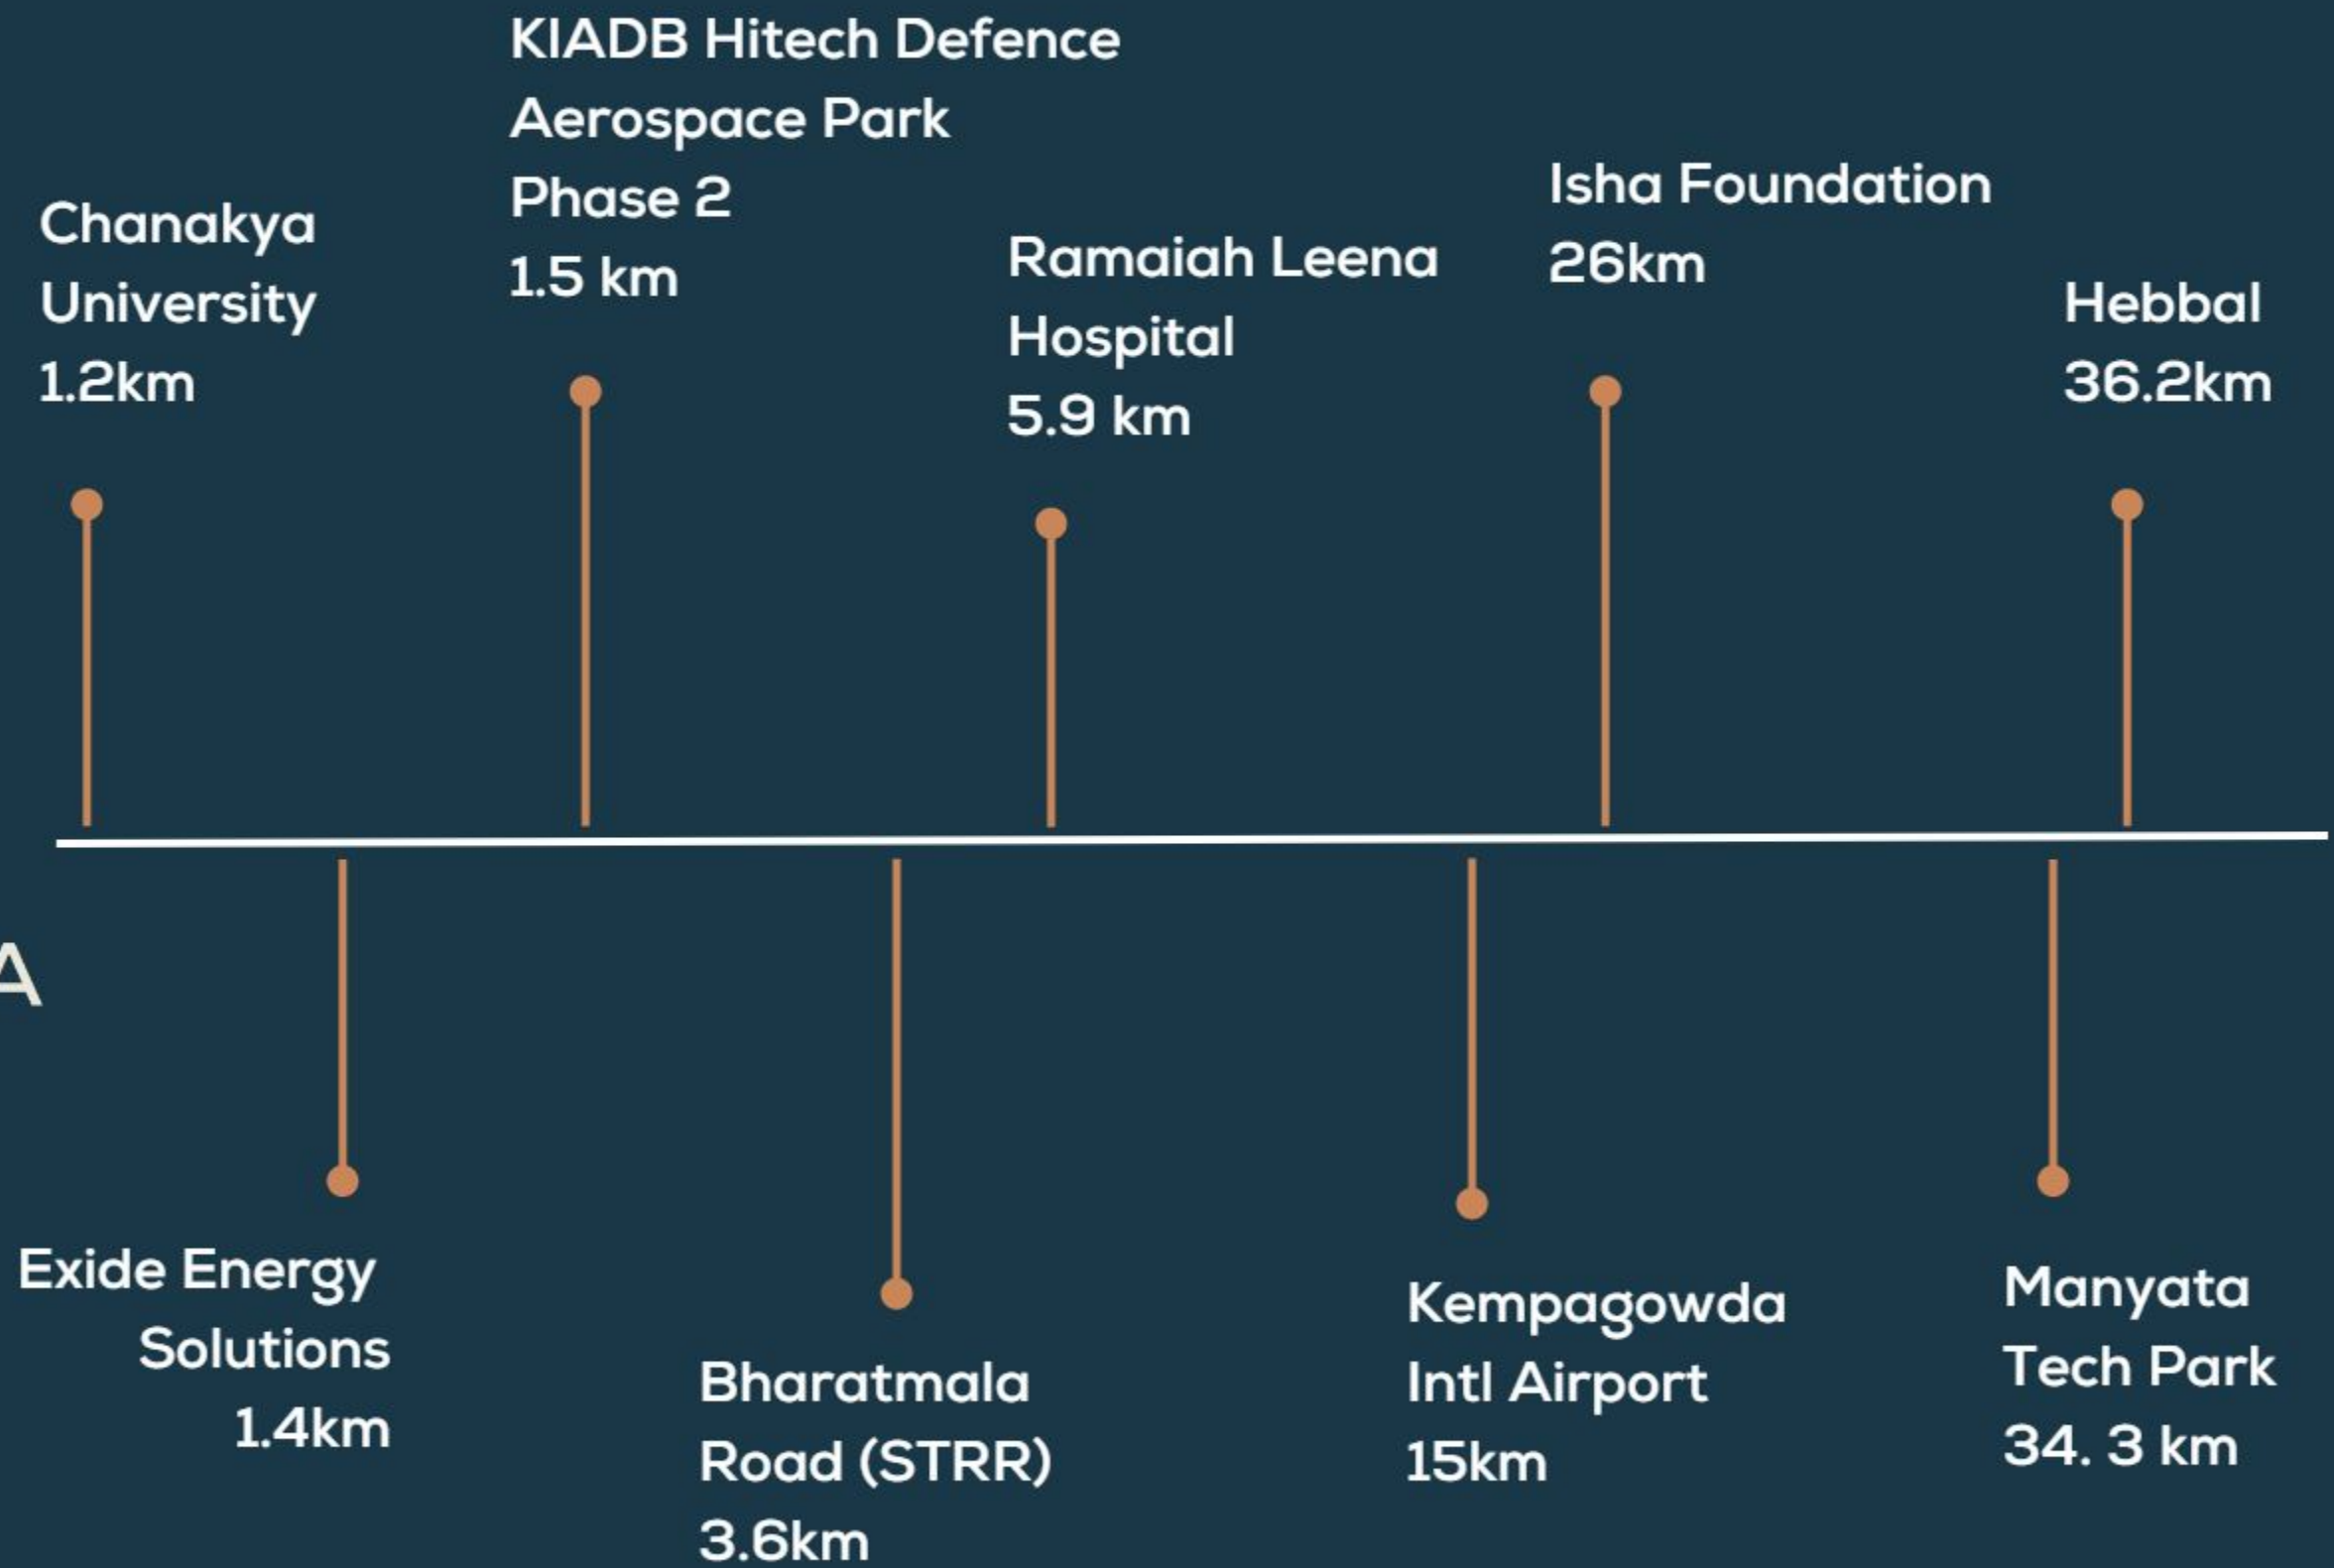 KIADB Hitech Defence
Aerospace Park
Phase 2
1.5 km
Chanakya
University
1.2km
Ramaiah Leena
Hospital
5.9 km
Isha Foundation
26km
Hebbal
36.2km
A
Exide Energy
Solutions
1.4km
Bharatmala
Road (STRR)
3.6km
Kempagowda
Intl Airport
15km
Manyata
Tech Park
34. 3 km